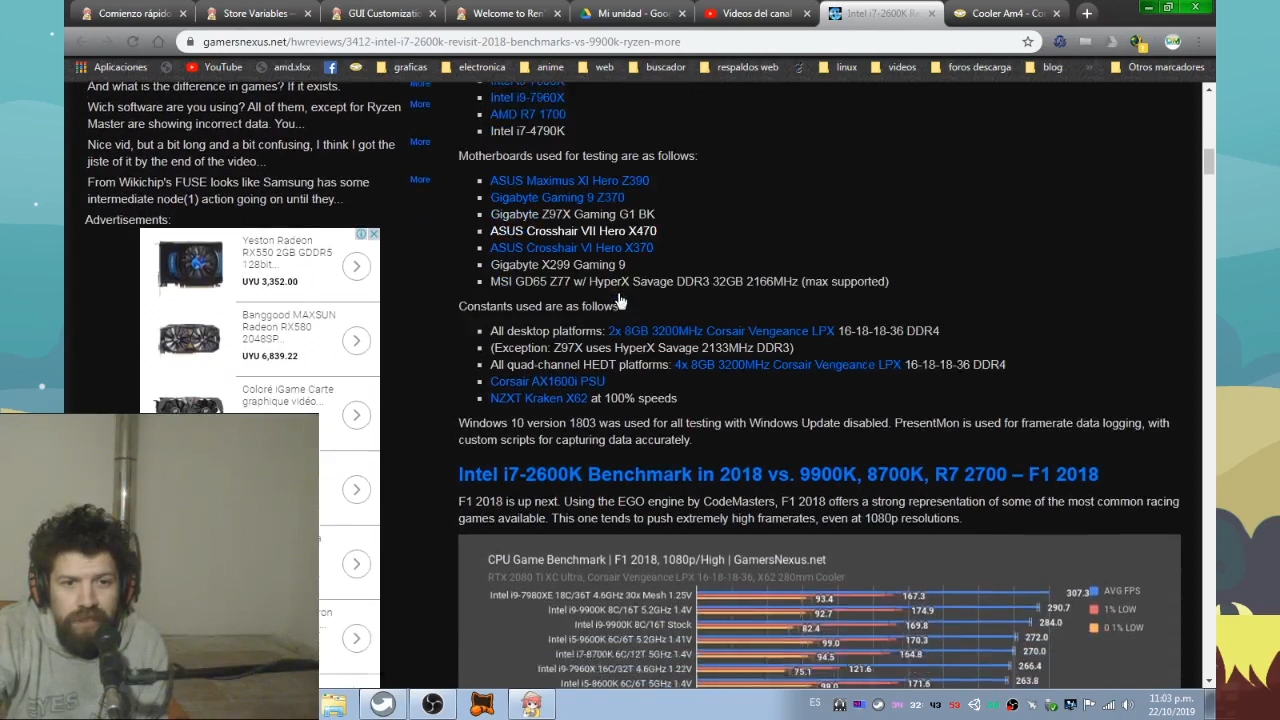 Comienzo rápido
Store Variables
GUI Customizatio
Welcome to Ren
Mi unidad - Goo
Videos del canal
Intel i7-2600K R
Cooler Am4 - Co
gamersnexus.net/hwreviews/3412-intel-i7-2600k-revisit-2018-benchmarks-vs-9900k-ryzen-more
Aplicaciones
YouTube
amd.xlsx
graficas
electronica
anime
web
buscador
respaldos web
linux
videos
foros descarga
blog
Otros marcadores
And what is the difference in games? If it exists.
More
Wich software are you using? All of them, except for Ryzen
More
Master are showing incorrect data. You...
Nice vid, but a bit long and a bit confusing, I think I got the
More
jiste of it by the end of the video...
From Wikichip's FUSE looks like Samsung has some
More
intermediate node(1) action going on until they...
Advertisements:
Yeston Radeon
RX550 2GB GDDR5
128bit...
UYU 3,352.00
Banggood MAXSUN
Radeon RX580
2048SP...
UYU 6,839.22
Coloré iGame Carte
graphique vidéo...
Intel i9-7960X
AMD R7 1700
Intel i7-4790K
Motherboards used for testing are as follows:
ASUS Maximus XI Hero Z390
Gigabyte Gaming 9 Z370
Gigabyte Z97X Gaming G1 BK
ASUS Crosshair VII Hero X470
ASUS Crosshair VI Hero X370
Gigabyte X299 Gaming 9
MSI GD65 Z77 w/ HyperX Savage DDR3 32GB 2166MHz (max supported)
Constants used are as follows
All desktop platforms: 2x 8GB 3200MHz Corsair Vengeance LPX 16-18-18-36 DDR4
(Exception: Z97X uses HyperX Savage 2133MHz DDR3)
All quad-channel HEDT platforms: 4x 8GB 3200MHz Corsair Vengeance LPX 16-18-18-36 DDR4
Corsair AX1600i PSU
NZXT Kraken X62 at 100% speeds
Windows 10 version 1803 was used for all testing with Windows Update disabled. PresentMon is used for framerate data logging, with
custom scripts for capturing data accurately.
Intel i7-2600K Benchmark in 2018 vs. 9900K, 8700K, R7 2700 – F1 2018
F1 2018 is up next. Using the EGO engine by CodeMasters, F1 2018 offers a strong representation of some of the most common racing
games available. This one tends to push extremely high framerates, even at 1080p resolutions.
CPU Game Benchmark | F1 2018, 1080p/High | GamersNexus.net
RTX 2080 Ti XC Ultra, Corsair Vengeance LPX 16-18-18-36, X62 280mm Cooler
Intel i9-7980XE 18C/36T 4.6GHz 30x Mesh 1.25V
93.4
167.3
307.3
AVG FPS
Intel i9-9900K 8C/16T 5.2GHz 1.4V
92.7
174.9
290.7
1% LOW
Intel i9-9900K 8C/16T Stock
82.4
169.8
284.0
0.1% LOW
Intel i5-9600K 6C/6T 5.2GHz 1.41V
99.0
170.3
272.0
Intel i7-8700K 6C/12T 5GHz 1.4V
94.5
164.8
270.0
Intel i9-7960X 16C/32T 4.6GHz 1.22V
75.1
121.6
266.4
Intel i5-8600K 6C/6T 5GHz 1.4V
99.0
171.6
263.8
ES
34
32
43
53
11:03 p.m.
22/10/2019